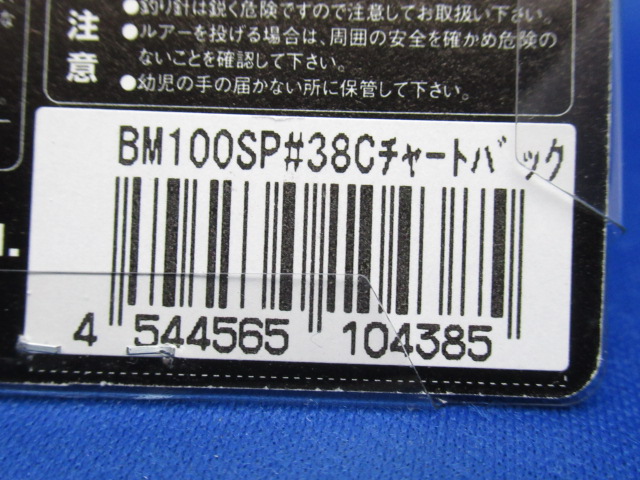 注意
●釣り針は鋭く危険ですので注意してお取扱い下さい。
●ルアーを投げる場合は、周囲の安全を確かめ危険の
ないことを確認して下さい。
●幼児の手の届かない所に保管して下さい。
BM100SP#38Cチャートバック
4 544565 104385